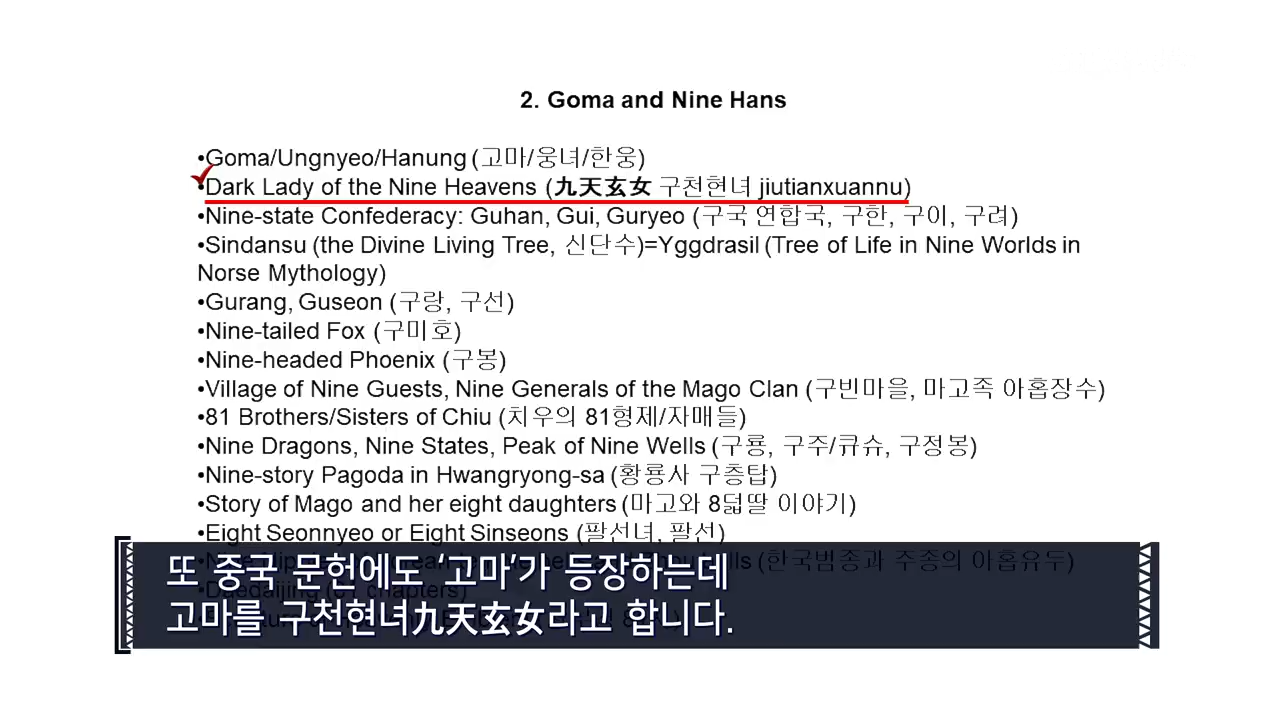 2. Goma and Nine Hans
•Goma/Ungnyeo/Hanung (고마/웅녀/한웅)
•Dark Lady of the Nine Heavens (九天玄女 구천현녀 jiutianxuannu)
•Nine-state Confederacy: Guhan, Gui, Guryeo (구국 연합국, 구한, 구이, 구려)
•Sindansu (the Divine Living Tree, 신단수)=Yggdrasil (Tree of Life in Nine Worlds in
Norse Mythology)
•Gurang, Guseon (구랑, 구선)
•Nine-tailed Fox (구미호)
•Nine-headed Phoenix (구봉)
•Village of Nine Guests, Nine Generals of the Mago Clan (구빈마을, 마고족 아홉장수)
•81 Brothers/Sisters of Chiu (치우의 81형제/자매들)
•Nine Dragons, Nine States, Peak of Nine Wells (구룡, 구주/큐슈, 구정봉)
•Nine-story Pagoda in Hwangryong-sa (황룡사 구층탑)
•Story of Mago and her eight daughters (마고와 8덟딸 이야기)
•Eight Seonnyeo or Eight Sinseons (팔선녀, 팔선)
(한국범종과 주종의 아홉유두)
또 중국 문헌에도 '고마'가 등장하는데
고마를 구천현녀九天玄女라고 합니다.